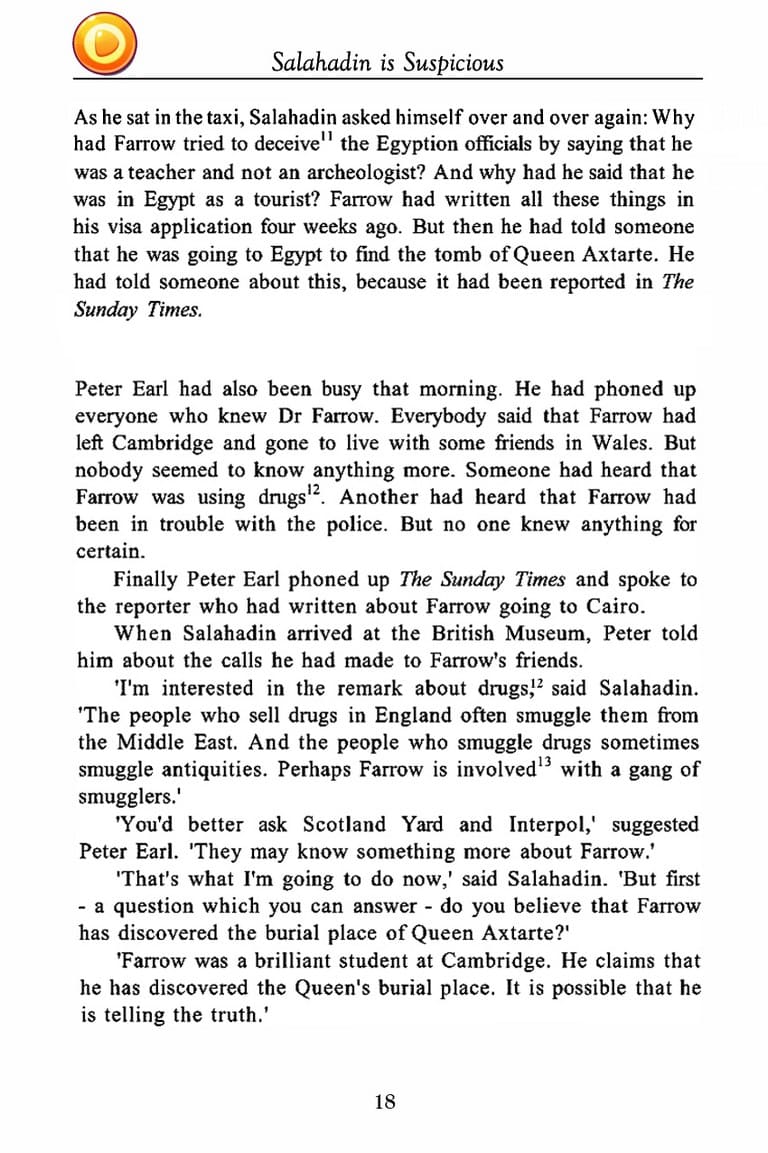 Salahadin is Suspicious
As he sat in the taxi, Salahadin asked himself over and over again: Why
had Farrow tried to deceive¹¹ the Egyption officials by saying that he
was a teacher and not an archeologist? And why had he said that he
was in Egypt as a tourist? Farrow had written all these things in
his visa application four weeks ago. But then he had told someone
that he was going to Egypt to find the tomb of Queen Axtarte. He
had told someone about this, because it had been reported in The
Sunday Times.
Peter Earl had also been busy that morning. He had phoned up
everyone who knew Dr Farrow. Everybody said that Farrow had
left Cambridge and gone to live with some friends in Wales. But
nobody seemed to know anything more. Someone had heard that
Farrow was using drugs¹². Another had heard that Farrow had
been in trouble with the police. But no one knew anything for
certain.
Finally Peter Earl phoned up The Sunday Times and spoke to
the reporter who had written about Farrow going to Cairo.
When Salahadin arrived at the British Museum, Peter told
him about the calls he had made to Farrow's friends.
'I'm interested in the remark about drugs,'¹² said Salahadin.
'The people who sell drugs in England often smuggle them from
the Middle East. And the people who smuggle drugs sometimes
smuggle antiquities. Perhaps Farrow is involved¹³ with a gang of
smugglers.'
'You'd better ask Scotland Yard and Interpol,' suggested
Peter Earl. 'They may know something more about Farrow.'
'That's what I'm going to do now,' said Salahadin. 'But first
- a question which you can answer - do you believe that Farrow
has discovered the burial place of Queen Axtarte?'
'Farrow was a brilliant student at Cambridge. He claims that
he has discovered the Queen's burial place. It is possible that he
is telling the truth.'
18